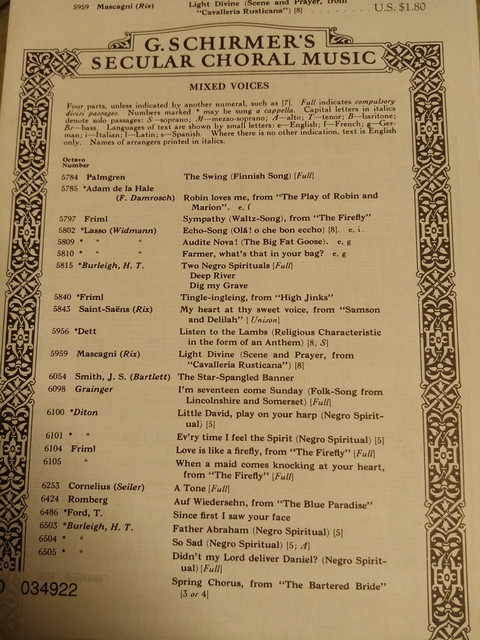 5959 Mascagni (Rix) Light Divine (Scene and Prayer, from
"Cavalleria Rusticana") [8] . . . . . . . . . . U.S. $1.80
G. SCHIRMER'S
SECULAR CHORAL MUSIC
MIXED VOICES
Four parts, unless indicated by another numeral, such as [7]. Full indicates compulsory
divisi passages. Numbers marked * may be sung a cappella. Capital letters in italics
denote solo passages: S—soprano; M—mezzo-soprano; A—alto; T—tenor; B—baritone;
Bs—bass. Languages of text are shown by small letters: e—English; f—French; g—Ger-
man; i—Italian; l—Latin; s—Spanish. Where there is no other indication, text is English
only. Names of arrangers printed in italics.
Octavo
Number
5784 Palmgren The Swing (Finnish Song) [Full]
5785 *Adam de la Hale
(F. Damrosch) Robin loves me, from "The Play of Robin and
Marion". e, f
5797 Friml Sympathy (Waltz-Song), from "The Firefly"
5802 *Lasso (Widmann) Echo-Song (Olá! o che bon eccho) [8]. e. i.
5809 * " " Audite Nova! (The Big Fat Goose). e, g
5810 * " " Farmer, what's that in your bag? e, g
5815 *Burleigh, H. T. Two Negro Spirituals [Full]
Deep River
Dig my Grave
5840 *Friml Tingle-ingleing, from "High Jinks"
5843 Saint-Saëns (Rix) My heart at thy sweet voice, from "Samson
and Delilah" [Unison]
5956 *Dett Listen to the Lambs (Religious Characteristic
in the form of an Anthem) [8; S]
5959 Mascagni (Rix) Light Divine (Scene and Prayer, from
"Cavalleria Rusticana") [8]
6054 Smith, J. S. (Bartlett) The Star-Spangled Banner
6098 Grainger I'm seventeen come Sunday (Folk-Song from
Lincolnshire and Somerset) [Full]
6100 *Diton Little David, play on your harp (Negro Spirit-
ual) [5]
6101 * " Ev'ry time I feel the Spirit (Negro Spiritual) [5]
6104 Friml Love is like a firefly, from "The Firefly" [Full]
6105 " When a maid comes knocking at your heart,
from "The Firefly" [Full]
6253 Cornelius (Seiler) A Tone [Full]
6424 Romberg Auf Wiedersehn, from "The Blue Paradise"
6486 *Ford, T. Since first I saw your face
6503 *Burleigh, H. T. Father Abraham (Negro Spiritual) [5]
6504 * " So Sad (Negro Spiritual) [5; A]
6505 * " Didn't my Lord deliver Daniel? (Negro Spirit-
ual) [Full]
Spring Chorus, from "The Bartered Bride"
[3 or 4]
034922